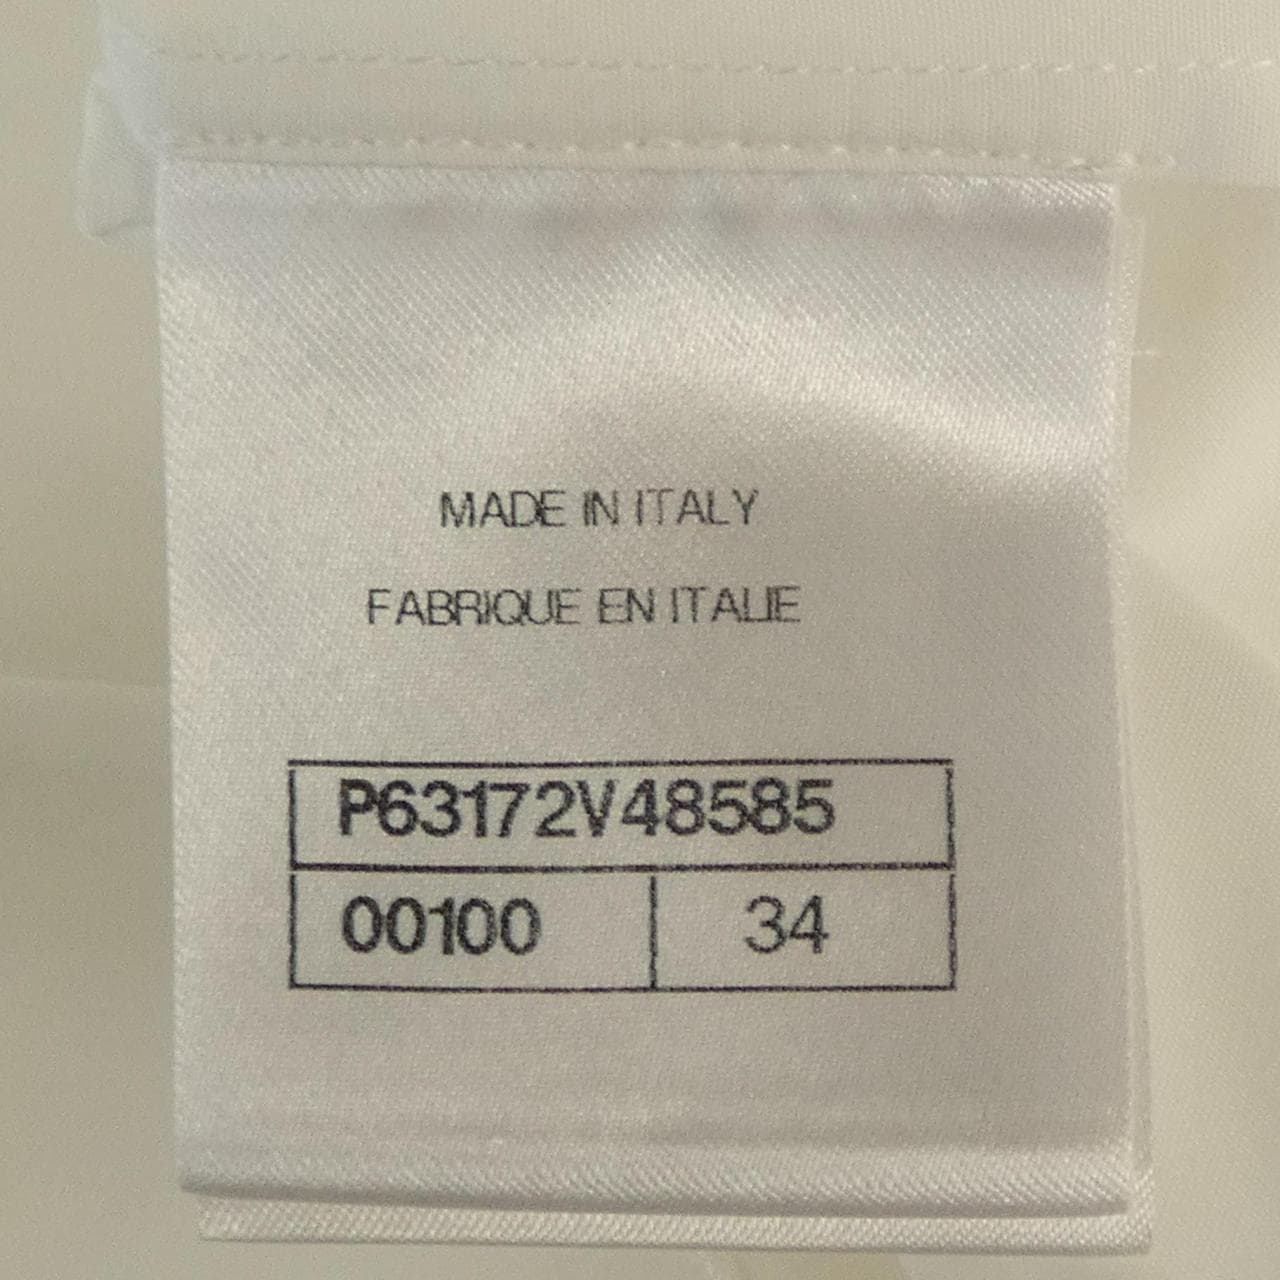 MADE IN ITALY
FABRIQUE EN ITALIE
P63172V48585
00100 34